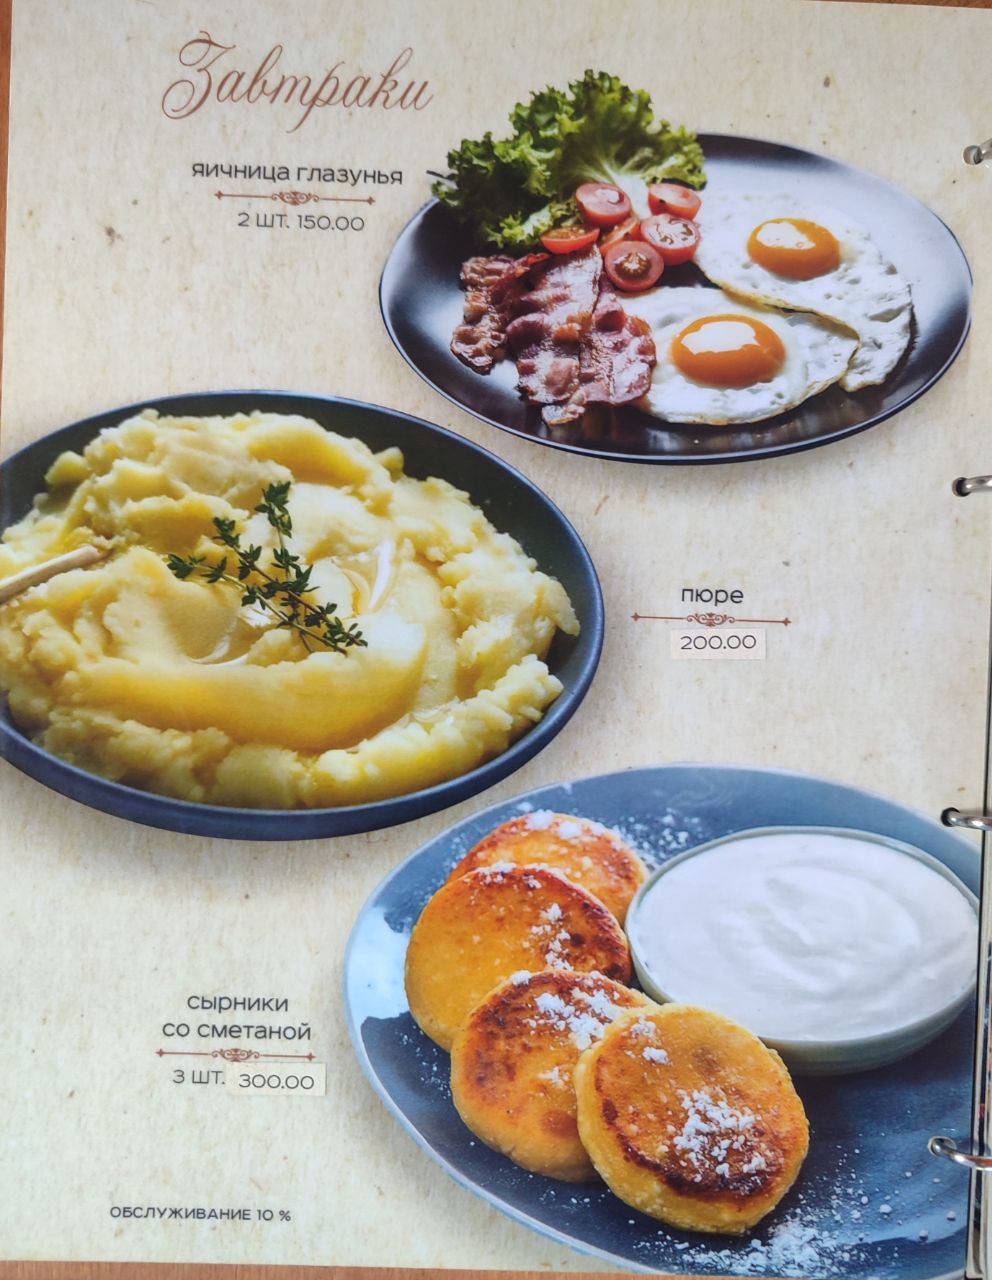 Завтраки
яичница глазунья
2 ШТ. 150.00
пюре
200.00
сырники
со сметаной
3 ШТ. 300.00
ОБСЛУЖИВАНИЕ 10 %